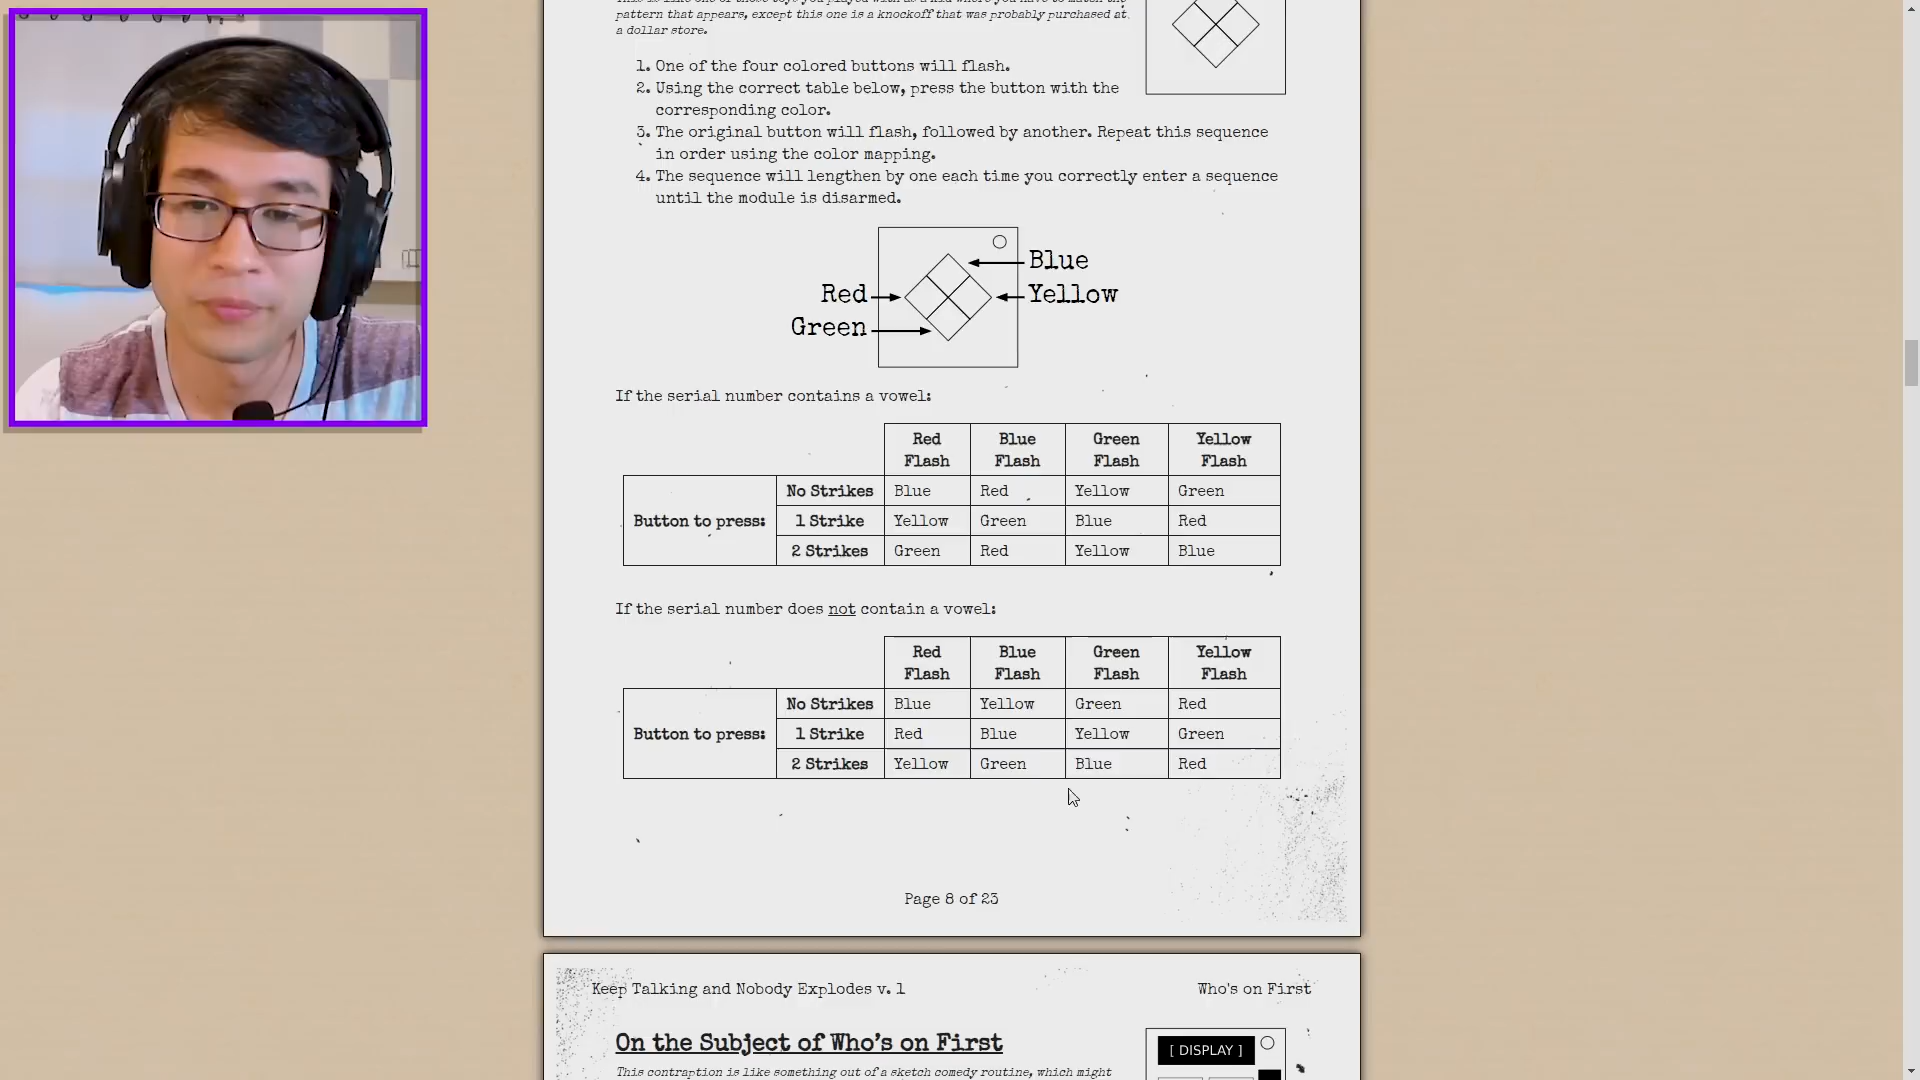 pattern that appears, except this one is a knockoff that was probably purchased at
a dollar store.
1. One of the four colored buttons will flash.
2. Using the correct table below, press the button with the
corresponding color.
3. The original button will flash, followed by another. Repeat this sequence
in order using the color mapping.
4. The sequence will lengthen by one each time you correctly enter a sequence
until the module is disarmed.
Blue
Red
Yellow
Green
If the serial number contains a vowel:
Red Flash Blue Flash Green Flash Yellow Flash
Button to press:
No Strikes Blue Red Yellow Green
1 Strike Yellow Green Blue Red
2 Strikes Green Red Yellow Blue
If the serial number does not contain a vowel:
Red Flash Blue Flash Green Flash Yellow Flash
Button to press:
No Strikes Blue Yellow Green Red
1 Strike Red Blue Yellow Green
2 Strikes Yellow Green Blue Red
Page 8 of 23
Keep Talking and Nobody Explodes v. 1
Who's on First
On the Subject of Who's on First
[ DISPLAY ]
This contraption is like something out of a sketch comedy routine, which might